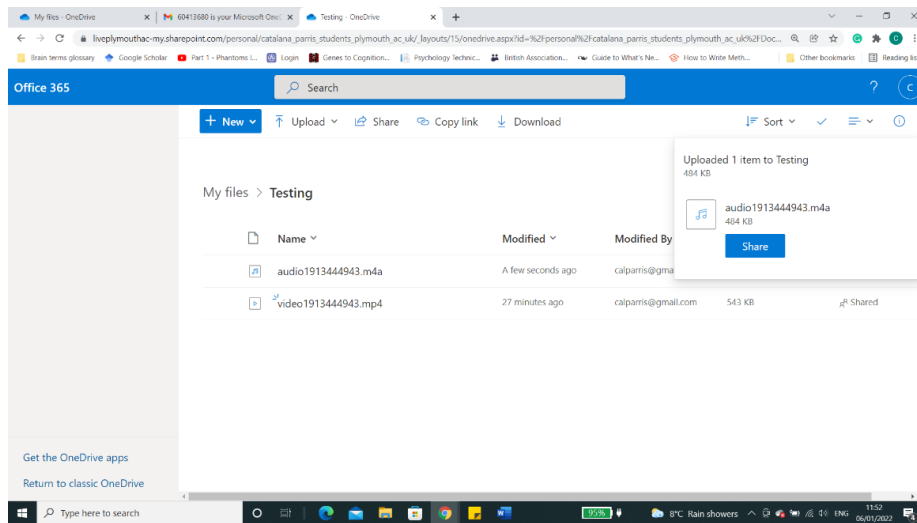 My files - OneDrive
60413680 is your Microsoft One
Testing - OneDrive
liveplymouthac-my.sharepoint.com/personal/catalana_parris_students_plymouth_ac_uk/_layouts/15/onedrive.aspx?id=%2Fpersonal%2Fcatalana_parris_students_plymouth_ac_uk%2FDoc...
Brain terms glossary Google Scholar Part 1 - Phantoms I... Login Genes to Cognition... Psychology Technic... British Association... Guide to What's Ne... How to Write Meth... Other bookmarks Reading lis
Office 365
Search
?
C
+ New Upload Share Copy link Download Sort
Uploaded 1 item to Testing
484 KB
audio1913444943.m4a
484 KB
Share
My files > Testing
Name Modified Modified By
audio1913444943.m4a A few seconds ago calparris@gma
video1913444943.mp4 27 minutes ago calparris@gmail.com 543 KB Shared
Get the OneDrive apps
Return to classic OneDrive
Type here to search
95%
8°C Rain showers
ENG
11:52
06/01/2022